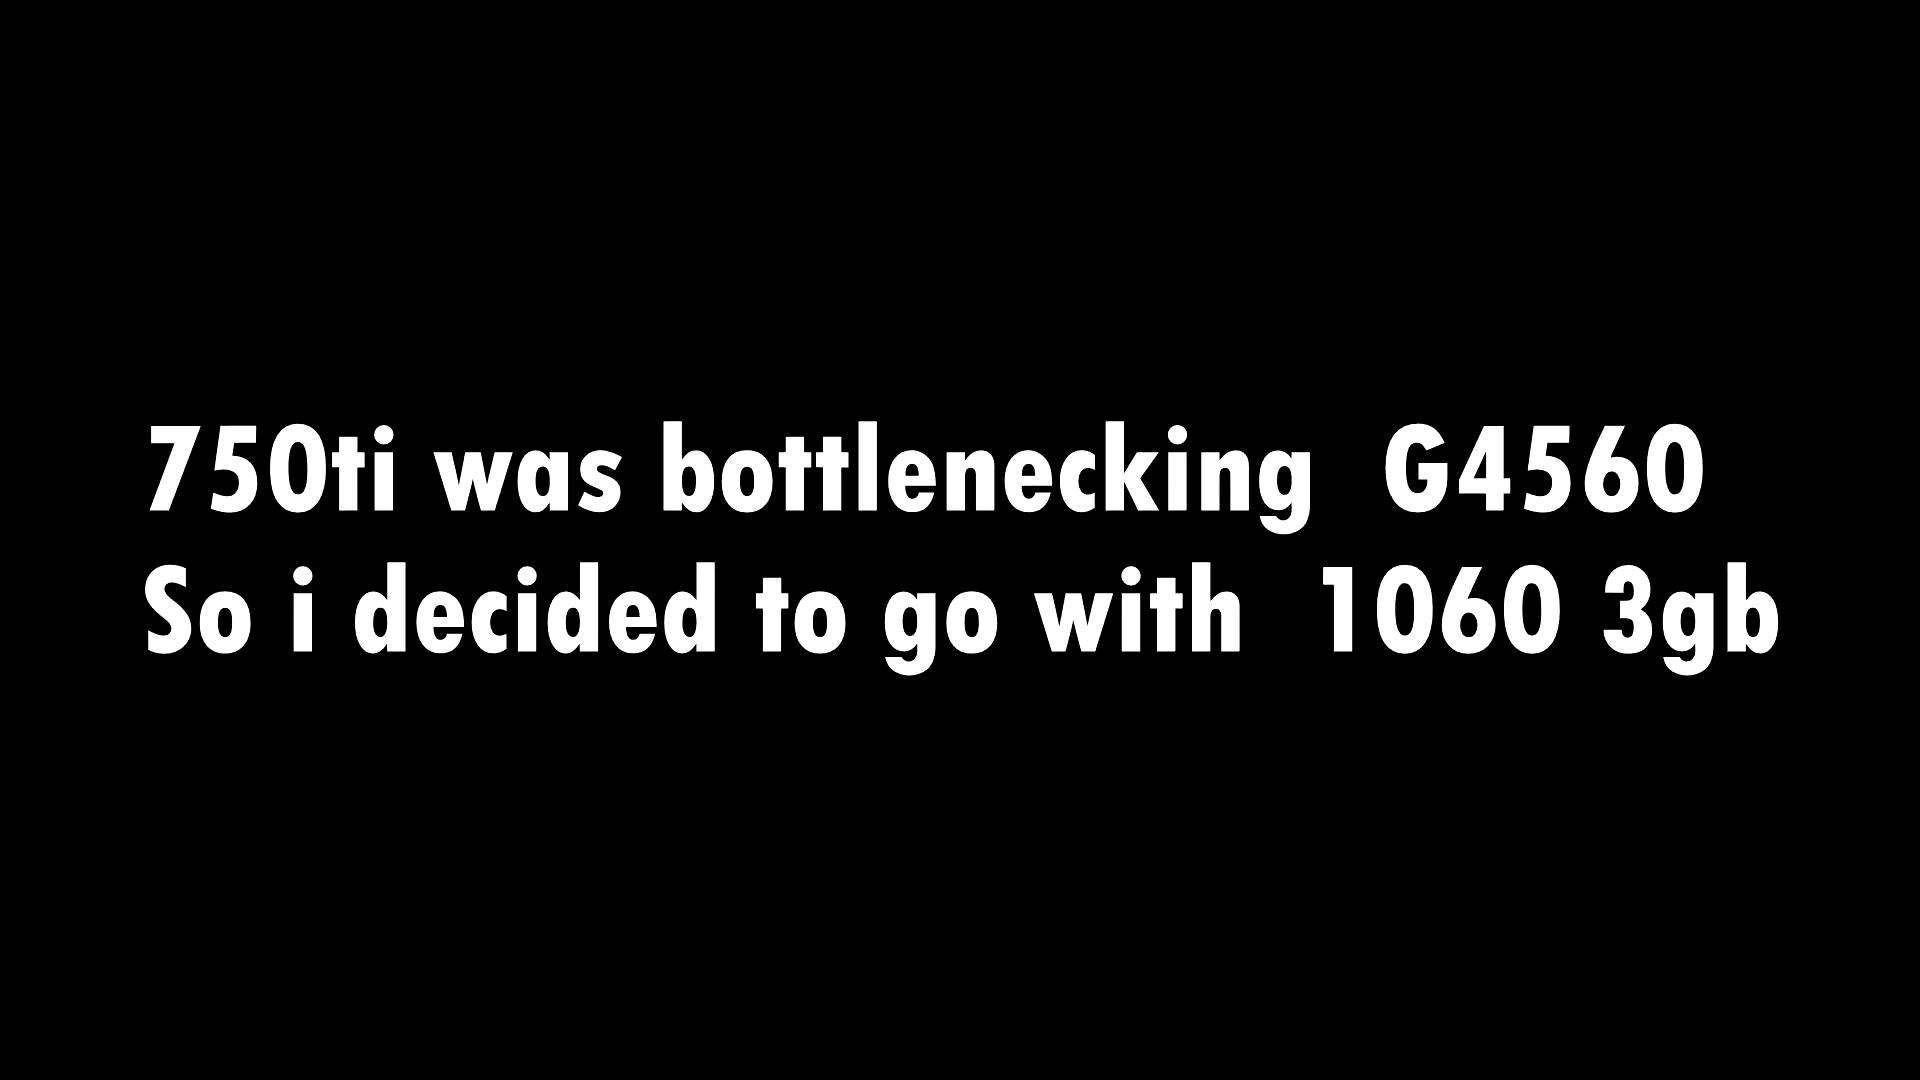 750ti was bottlenecking G4560
So i decided to go with 1060 3gb